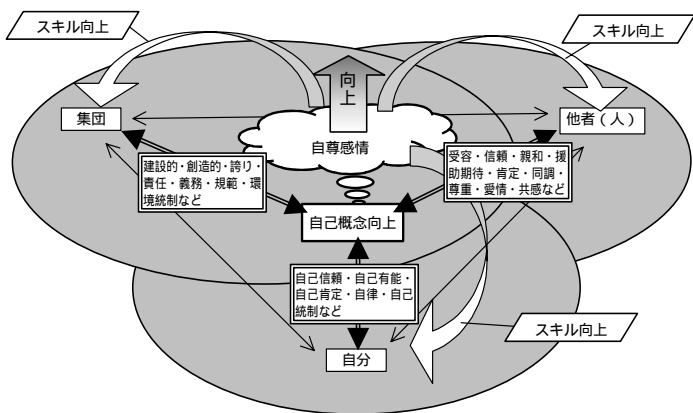 スキル向上
スキル向上
向
上
集団
他者(人)
自尊感情
建設的・創造的・誇り・
責任・義務・規範・環
境統制など
受容・信頼・親和・援
助期待・肯定・同調・
尊重・愛情・共感など
自己概念向上
自己信頼・自己有能・
自己肯定・自律・自己
統制など
スキル向上
自分